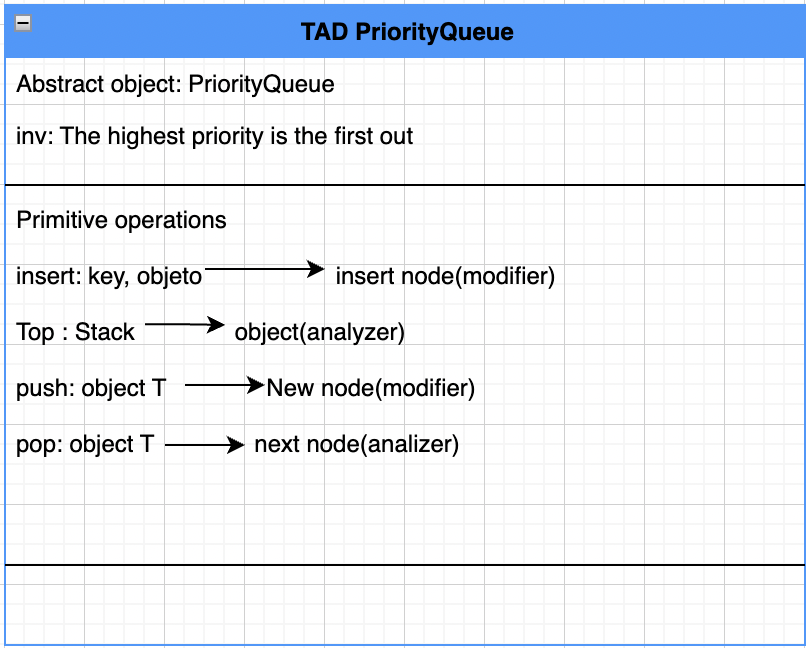 TAD PriorityQueue
Abstract object: PriorityQueue
inv: The highest priority is the first out
Primitive operations
insert: key, objeto insert node(modifier)
Top : Stack object(analyzer)
push: object T New node(modifier)
pop: object T next node(analizer)